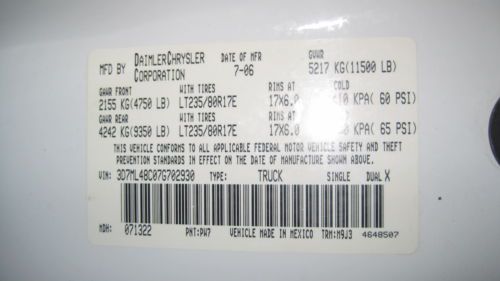 MFD BY DAIMLERCHRYSLER CORPORATION DATE OF MFR 7-06 GVWR 5217 KG(11500 LB)
GAWR FRONT WITH TIRES RIMS AT COLD
2155 KG(4750 LB) LT235/80R17E 17X6.0 KPA( 60 PSI)
GAWR REAR WITH TIRES RIMS AT COLD
4242 KG(9350 LB) LT235/80R17E 17X6.0 KPA( 65 PSI)
THIS VEHICLE CONFORMS TO ALL APPLICABLE FEDERAL MOTOR VEHICLE SAFETY AND THEFT
PREVENTION STANDARDS IN EFFECT ON THE DATE OF MANUFACTURE SHOWN ABOVE.
VIN: 3D7ML48C07G702930 TYPE: TRUCK SINGLE DUAL X
MDH: 071322 PNT:PW7 VEHICLE MADE IN MEXICO TRM:M9J3 4648507